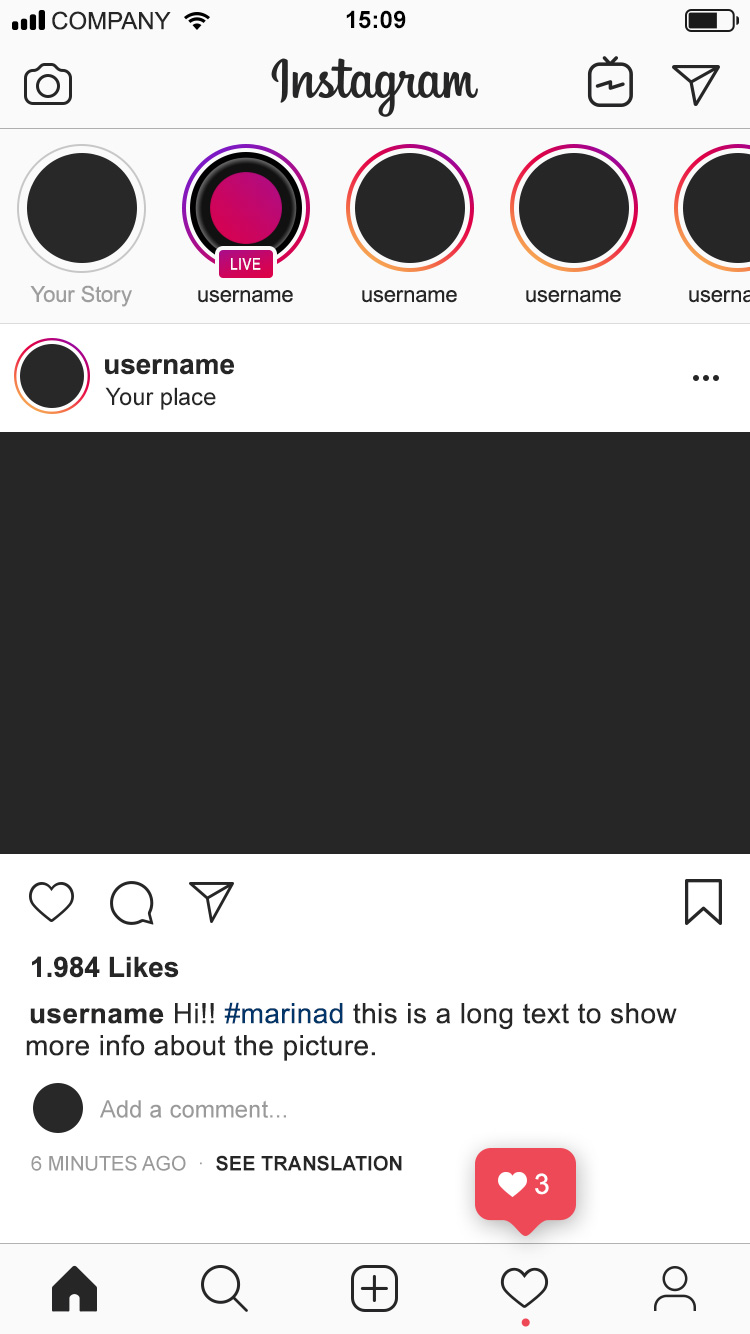 COMPANY 15:09
Instagram
LIVE
Your Story username username username userna
username
Your place
1.984 Likes
username Hi!! #marinad this is a long text to show
more info about the picture.
Add a comment...
6 MINUTES AGO · SEE TRANSLATION
3